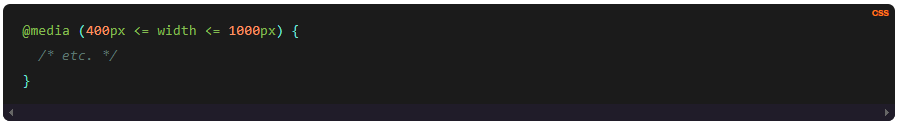 CSS
@media (400px <= width <= 1000px) {
  /* etc. */
}